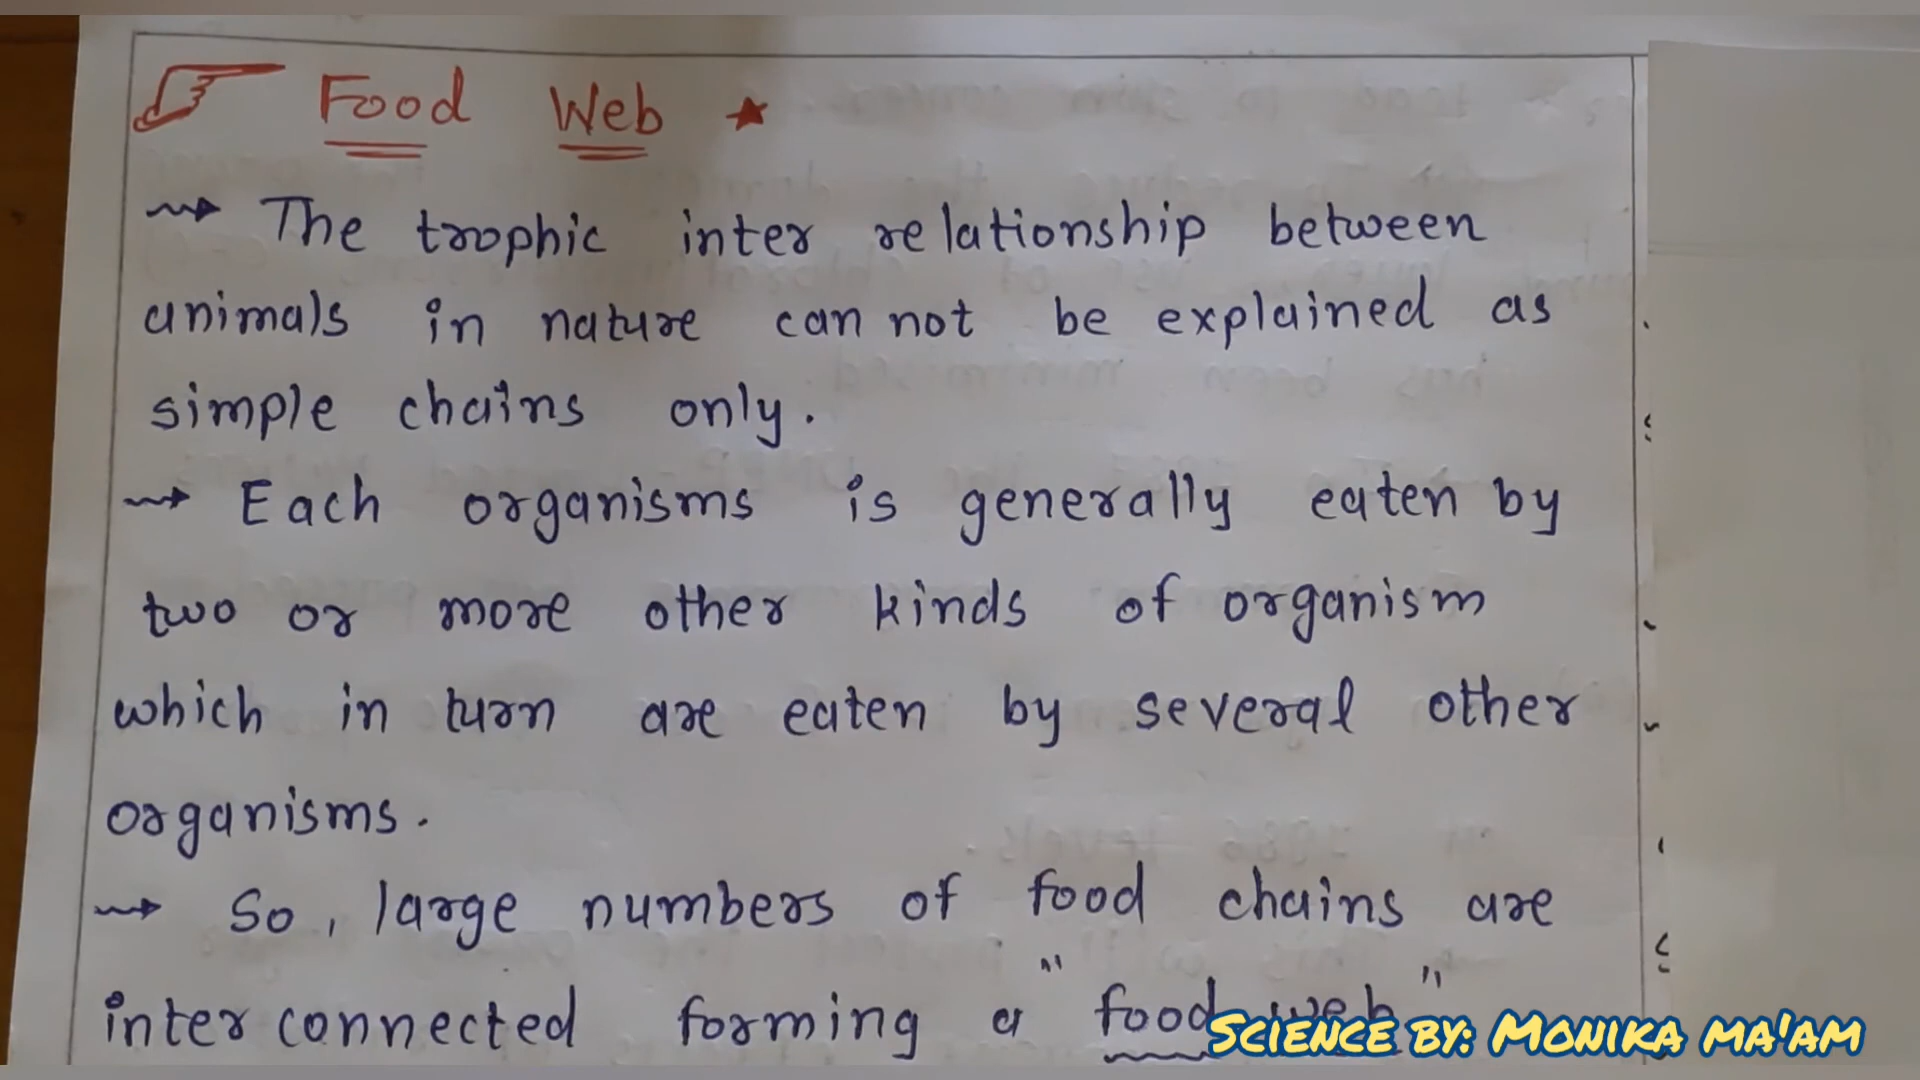 Food Web ★
⇝ The trophic inter relationship between
animals in nature can not be explained as
simple chains only.
⇝ Each organisms is generally eaten by
two or more other kinds of organism
which in turn are eaten by several other
organisms.
⇝ So, large numbers of food chains are
inter connected forming a "food web"
Science by: Monika ma'am